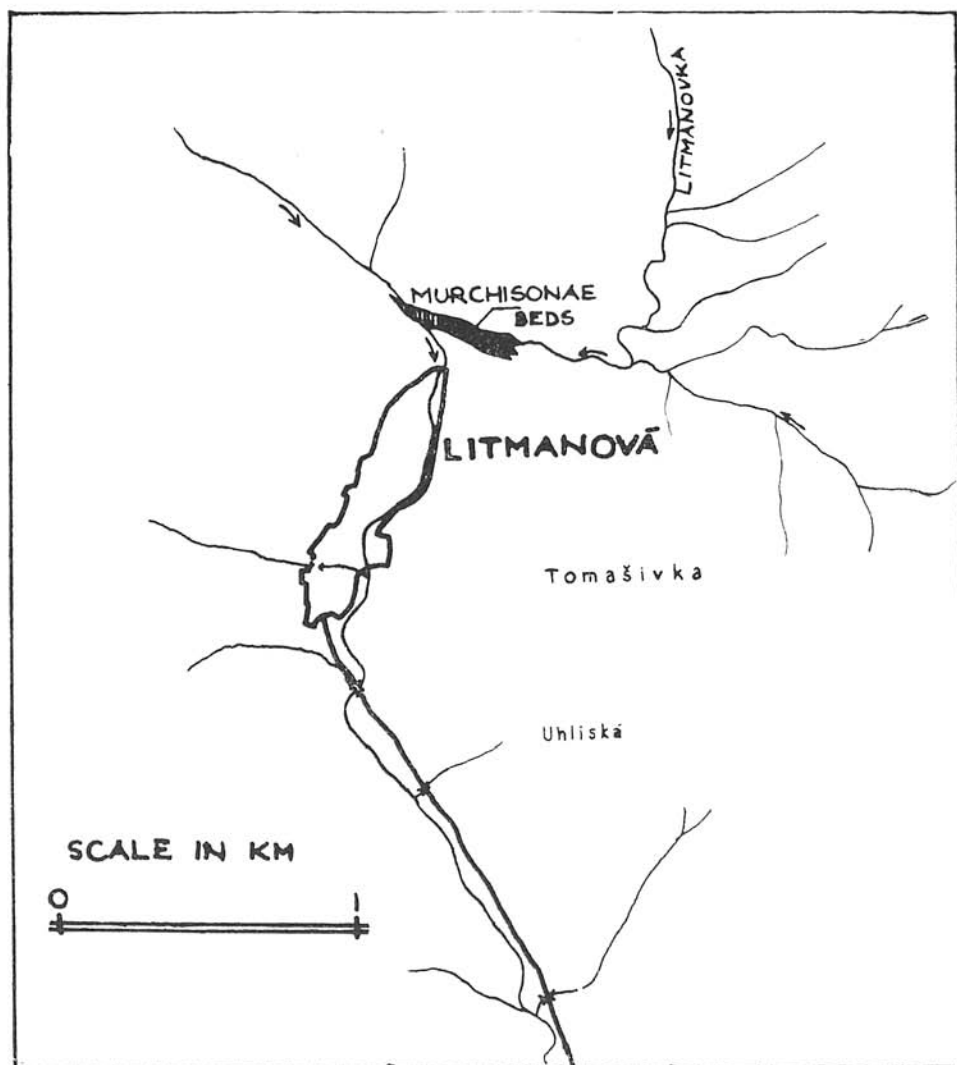 LITMANOVKA
MURCHISONAE
BEDS
LITMANOVÁ
Tomašivka
Uhliská
SCALE IN KM
0 1